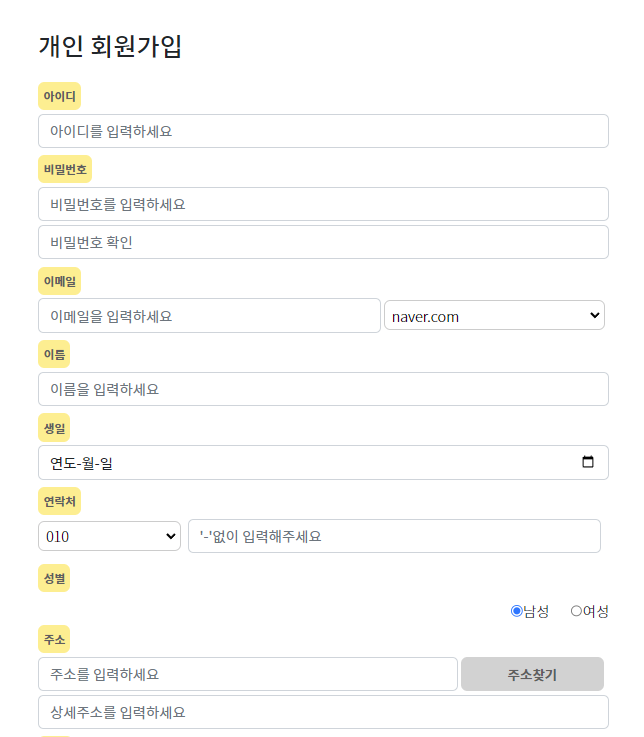 개인 회원가입
아이디
아이디를 입력하세요
비밀번호
비밀번호를 입력하세요
비밀번호 확인
이메일
이메일을 입력하세요 naver.com
이름
이름을 입력하세요
생일
연도-월-일
연락처
010 '-'없이 입력해주세요
성별
남성 여성
주소
주소를 입력하세요 주소찾기
상세주소를 입력하세요